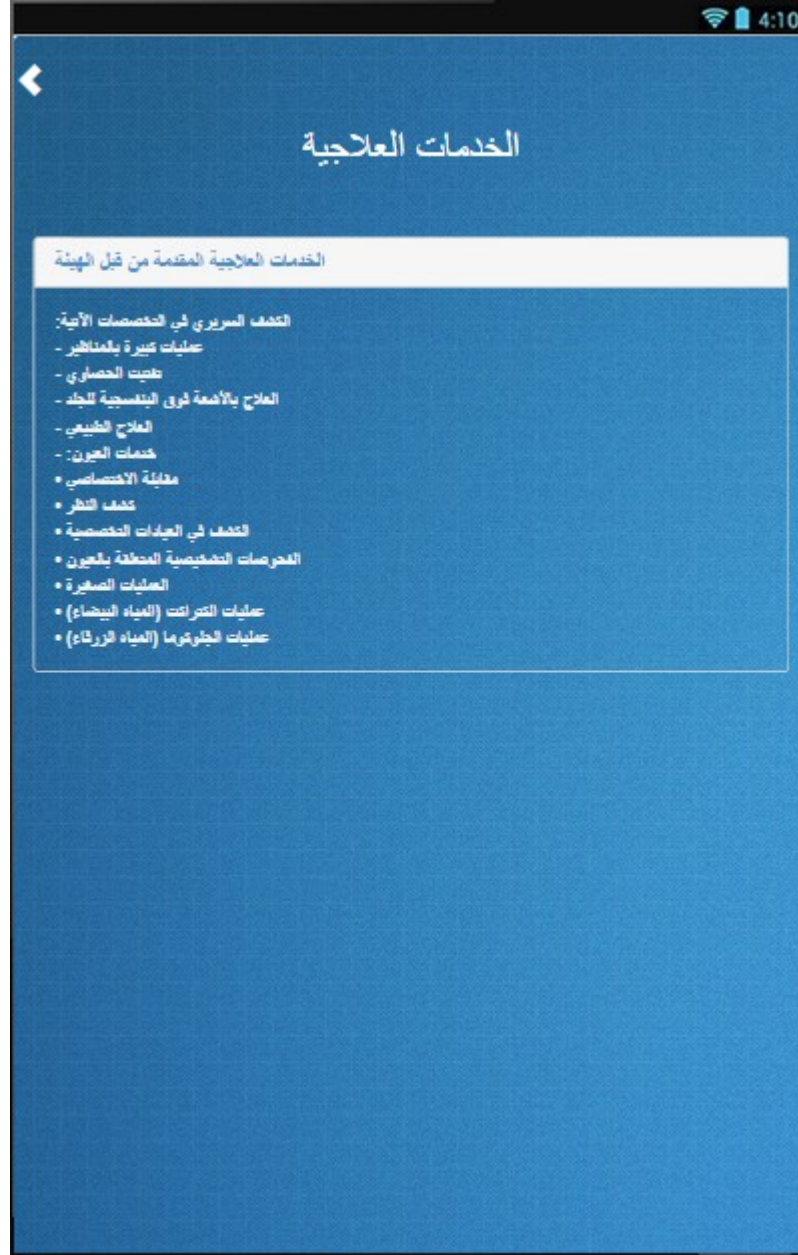 4:10
الخدمات العلاجية
الخدمات العلاجية المقدمة من قبل الهيئة
الكشف السريري في التخصصات الآتية:
عمليات كبيرة بالمناظير -
تفتيت الحصاوي -
العلاج بالأشعة فوق البنفسجية للجلد -
العلاج الطبيعي -
خدمات العيون: -
مقابلة الاختصاصي •
كشف النظر •
الكشف في العيادات التخصصية •
الفحوصات التشخيصية المتعلقة بالعيون •
العمليات الصغيرة •
عمليات الكتراكت (المياه البيضاء) •
عمليات الجلوكوما (المياه الزرقاء) •